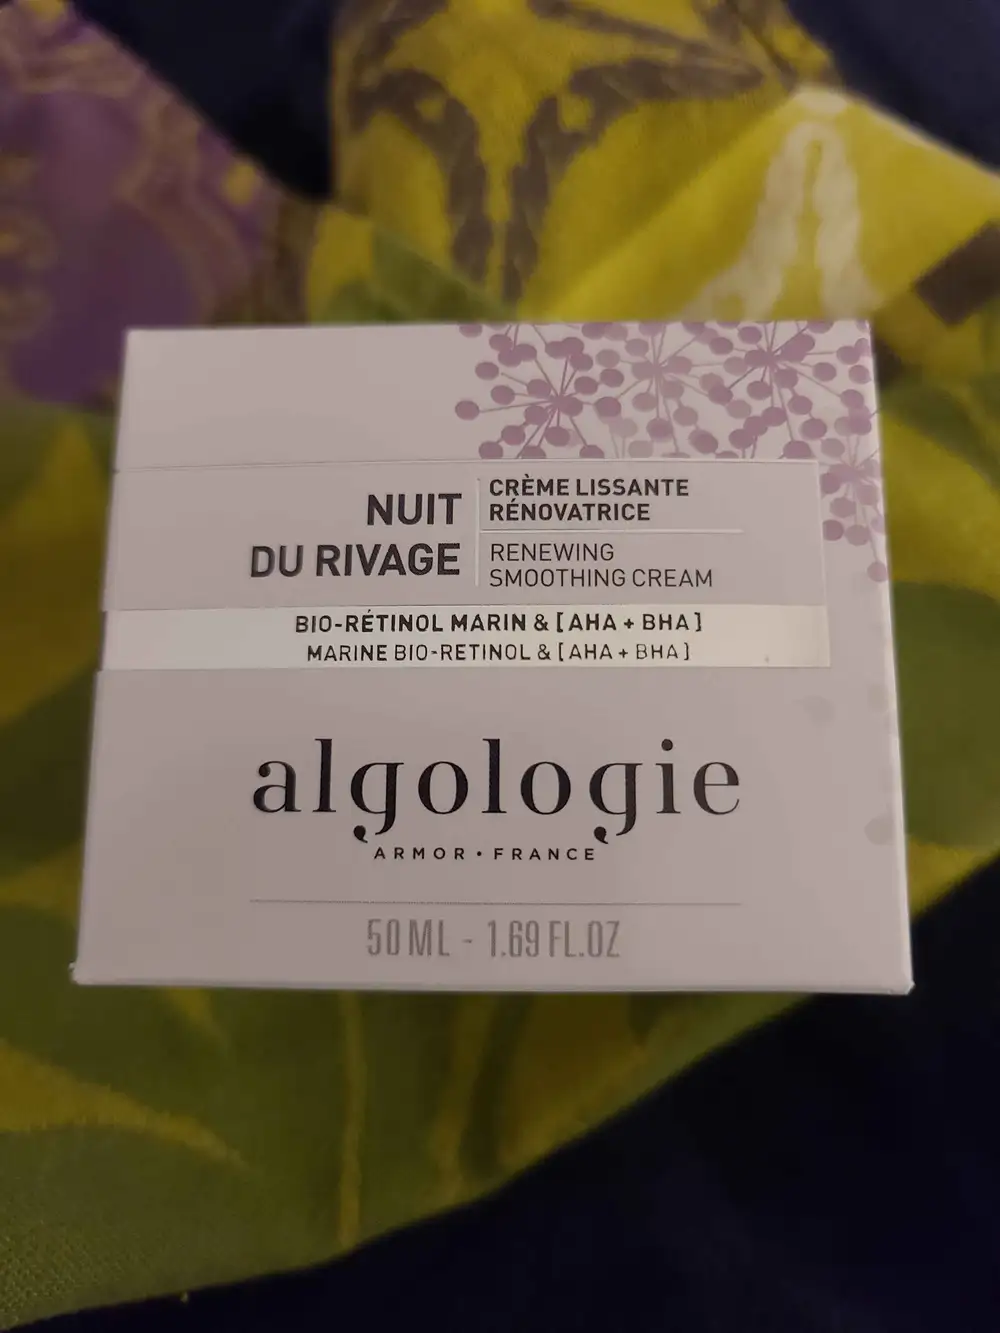 NUIT
DU RIVAGE
CRÈME LISSANTE
RÉNOVATRICE
RENEWING
SMOOTHING CREAM
BIO-RÉTINOL MARIN & [AHA + BHA]
MARINE BIO-RETINOL & [AHA + BHA]
algologie
ARMOR • FRANCE
50 ML - 1.69 FL.OZ